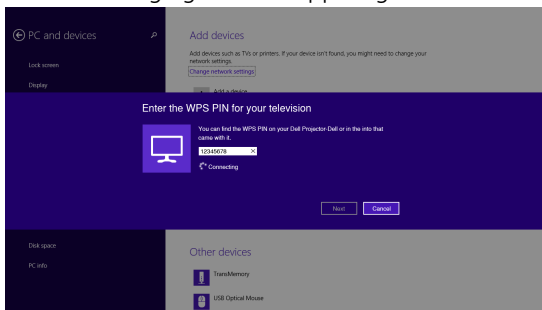 PC and devices
Lock screen
Display
Disk space
PC info
Add devices
Add devices such as TVs or printers. If your device isn't found, you might need to change your
network settings.
Change network settings
Add a device
Enter the WPS PIN for your television
You can find the WPS PIN on your Dell Projector-Dell or in the into that
came with it.
12345678
Connecting
Next
Cancel
Other devices
TransMemory
USB Optical Mouse